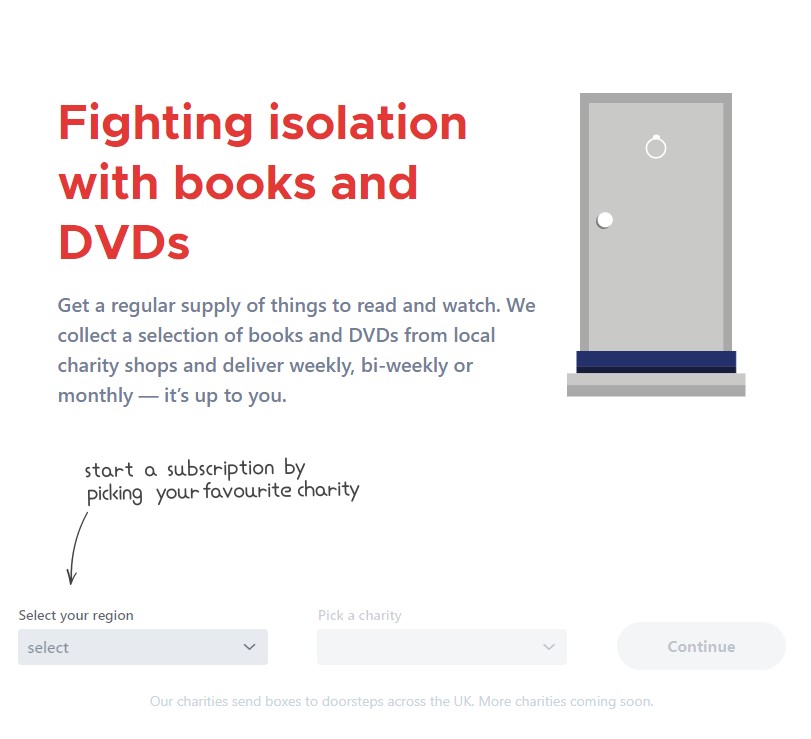 Fighting isolation
with books and
DVDs
Get a regular supply of things to read and watch. We
collect a selection of books and DVDs from local
charity shops and deliver weekly, bi-weekly or
monthly — it’s up to you.
start a subscription by
picking your favourite charity
Select your region
select
Pick a charity
Continue
Our charities send boxes to doorsteps across the UK. More charities coming soon.